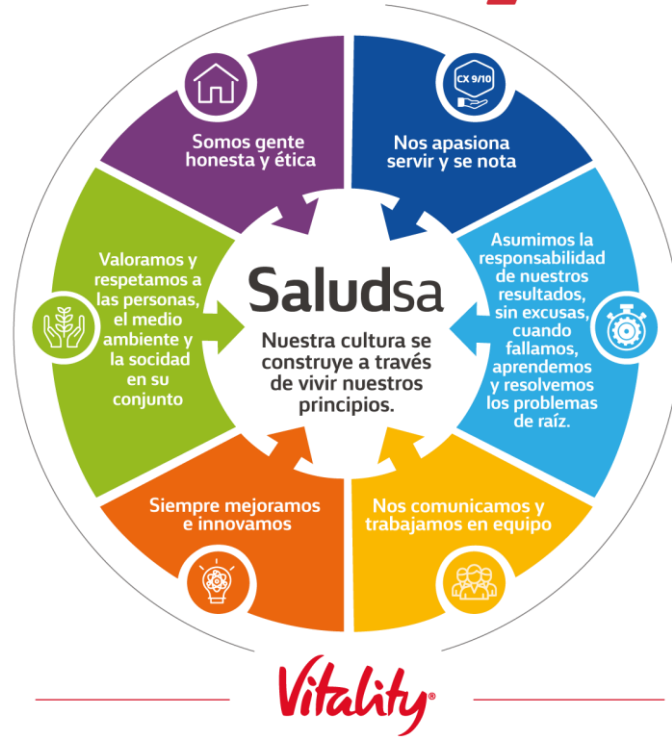 Somos gente
honesta y ética
CX 9/10
Nos apasiona
servir y se nota
Valoramos y
respetamos a
las personas,
el medio
ambiente y
la socidad
en su
conjunto
Saludsa
Nuestra cultura se
construye a través
de vivir nuestros
principios.
Asumimos la
responsabilidad
de nuestros
resultados,
sin excusas,
cuando
fallamos,
aprendemos
y resolvemos
los problemas
de raíz.
Siempre mejoramos
e innovamos
Nos comunicamos y
trabajamos en equipo
Vitality®